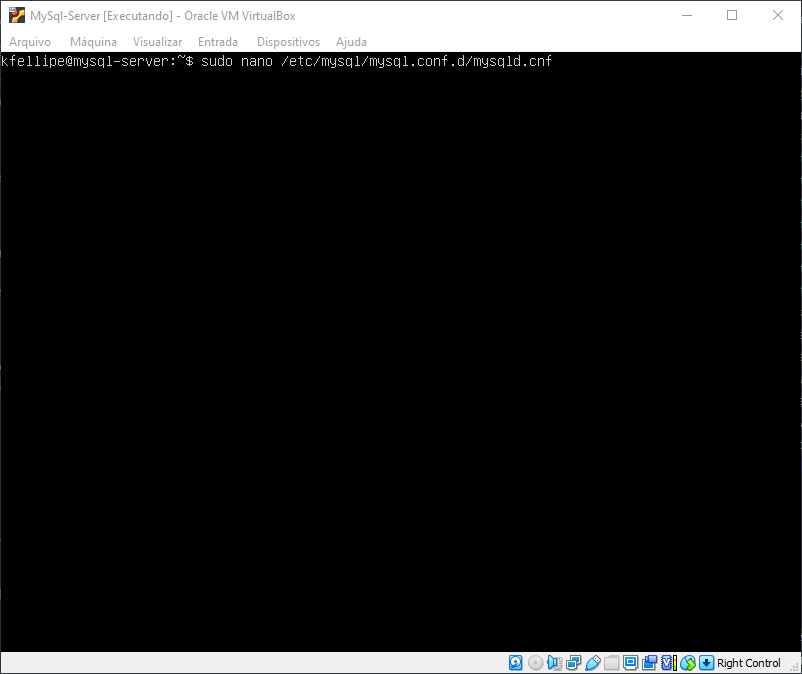 MySql-Server [Executando] - Oracle VM VirtualBox
Arquivo Máquina Visualizar Entrada Dispositivos Ajuda
kfellipe@mysql-server:~$ sudo nano /etc/mysql/mysql.conf.d/mysqld.cnf
Right Control